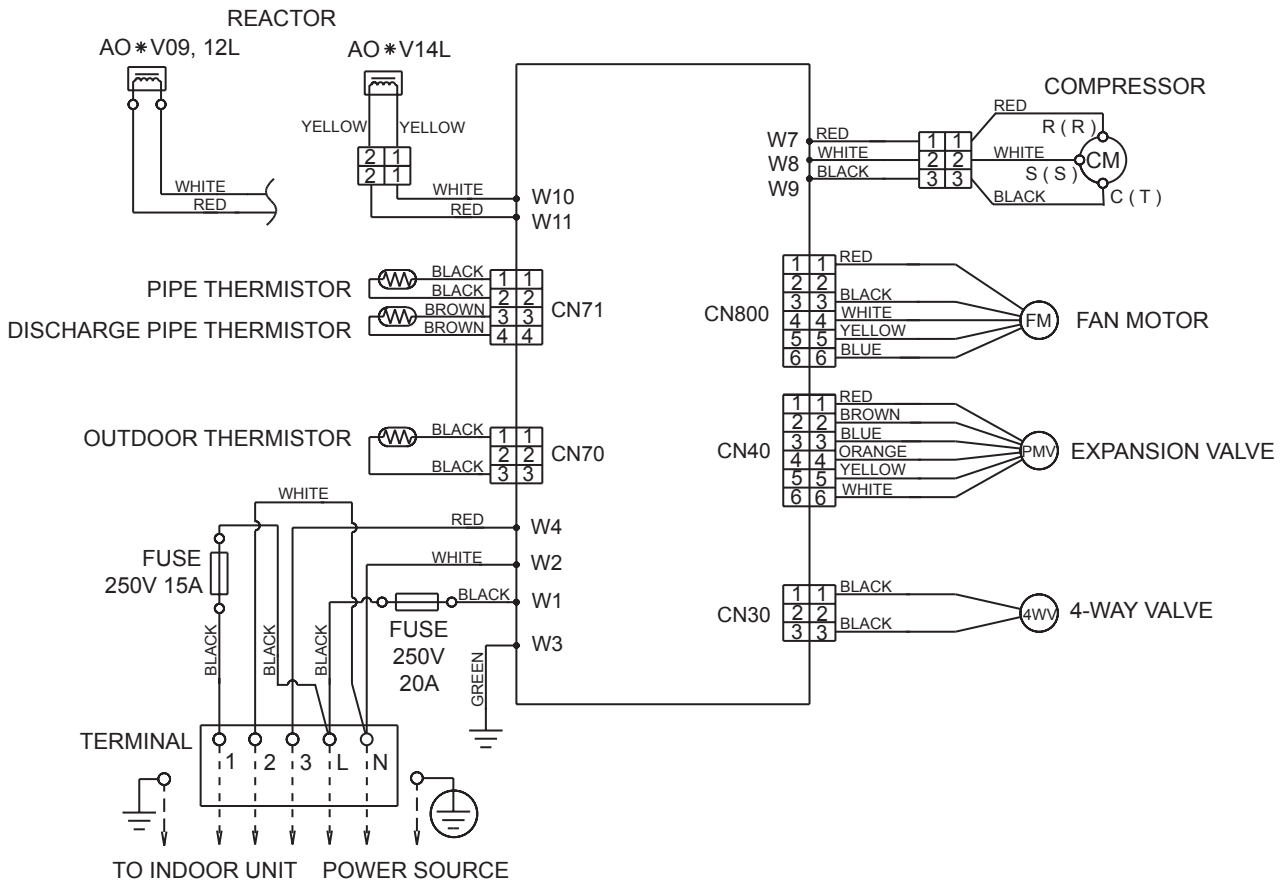 REACTOR
AO*V09, 12L
AO*V14L
YELLOW YELLOW
2 1
2 1
WHITE
RED
WHITE
RED
W10
W11
PIPE THERMISTOR
DISCHARGE PIPE THERMISTOR
BLACK
BLACK
BROWN
BROWN
1 1
2 2
3 3
4 4
CN71
OUTDOOR THERMISTOR
BLACK
BLACK
1 1
2 2
3 3
CN70
WHITE
RED
W4
WHITE
W2
BLACK
W1
W3
FUSE
250V 15A
FUSE
250V
20A
BLACK
BLACK
BLACK
GREEN
TERMINAL
1 2 3 L N
TO INDOOR UNIT
POWER SOURCE
COMPRESSOR
W7
W8
W9
RED
WHITE
BLACK
1 1
2 2
3 3
RED
WHITE
BLACK
R ( R )
S ( S )
C ( T )
CM
CN800
1 1
2 2
3 3
4 4
5 5
6 6
RED
BLACK
WHITE
YELLOW
BLUE
FM
FAN MOTOR
CN40
1 1
2 2
3 3
4 4
5 5
6 6
RED
BROWN
BLUE
ORANGE
YELLOW
WHITE
PMV
EXPANSION VALVE
CN30
1 1
2 2
3 3
BLACK
BLACK
4WV
4-WAY VALVE